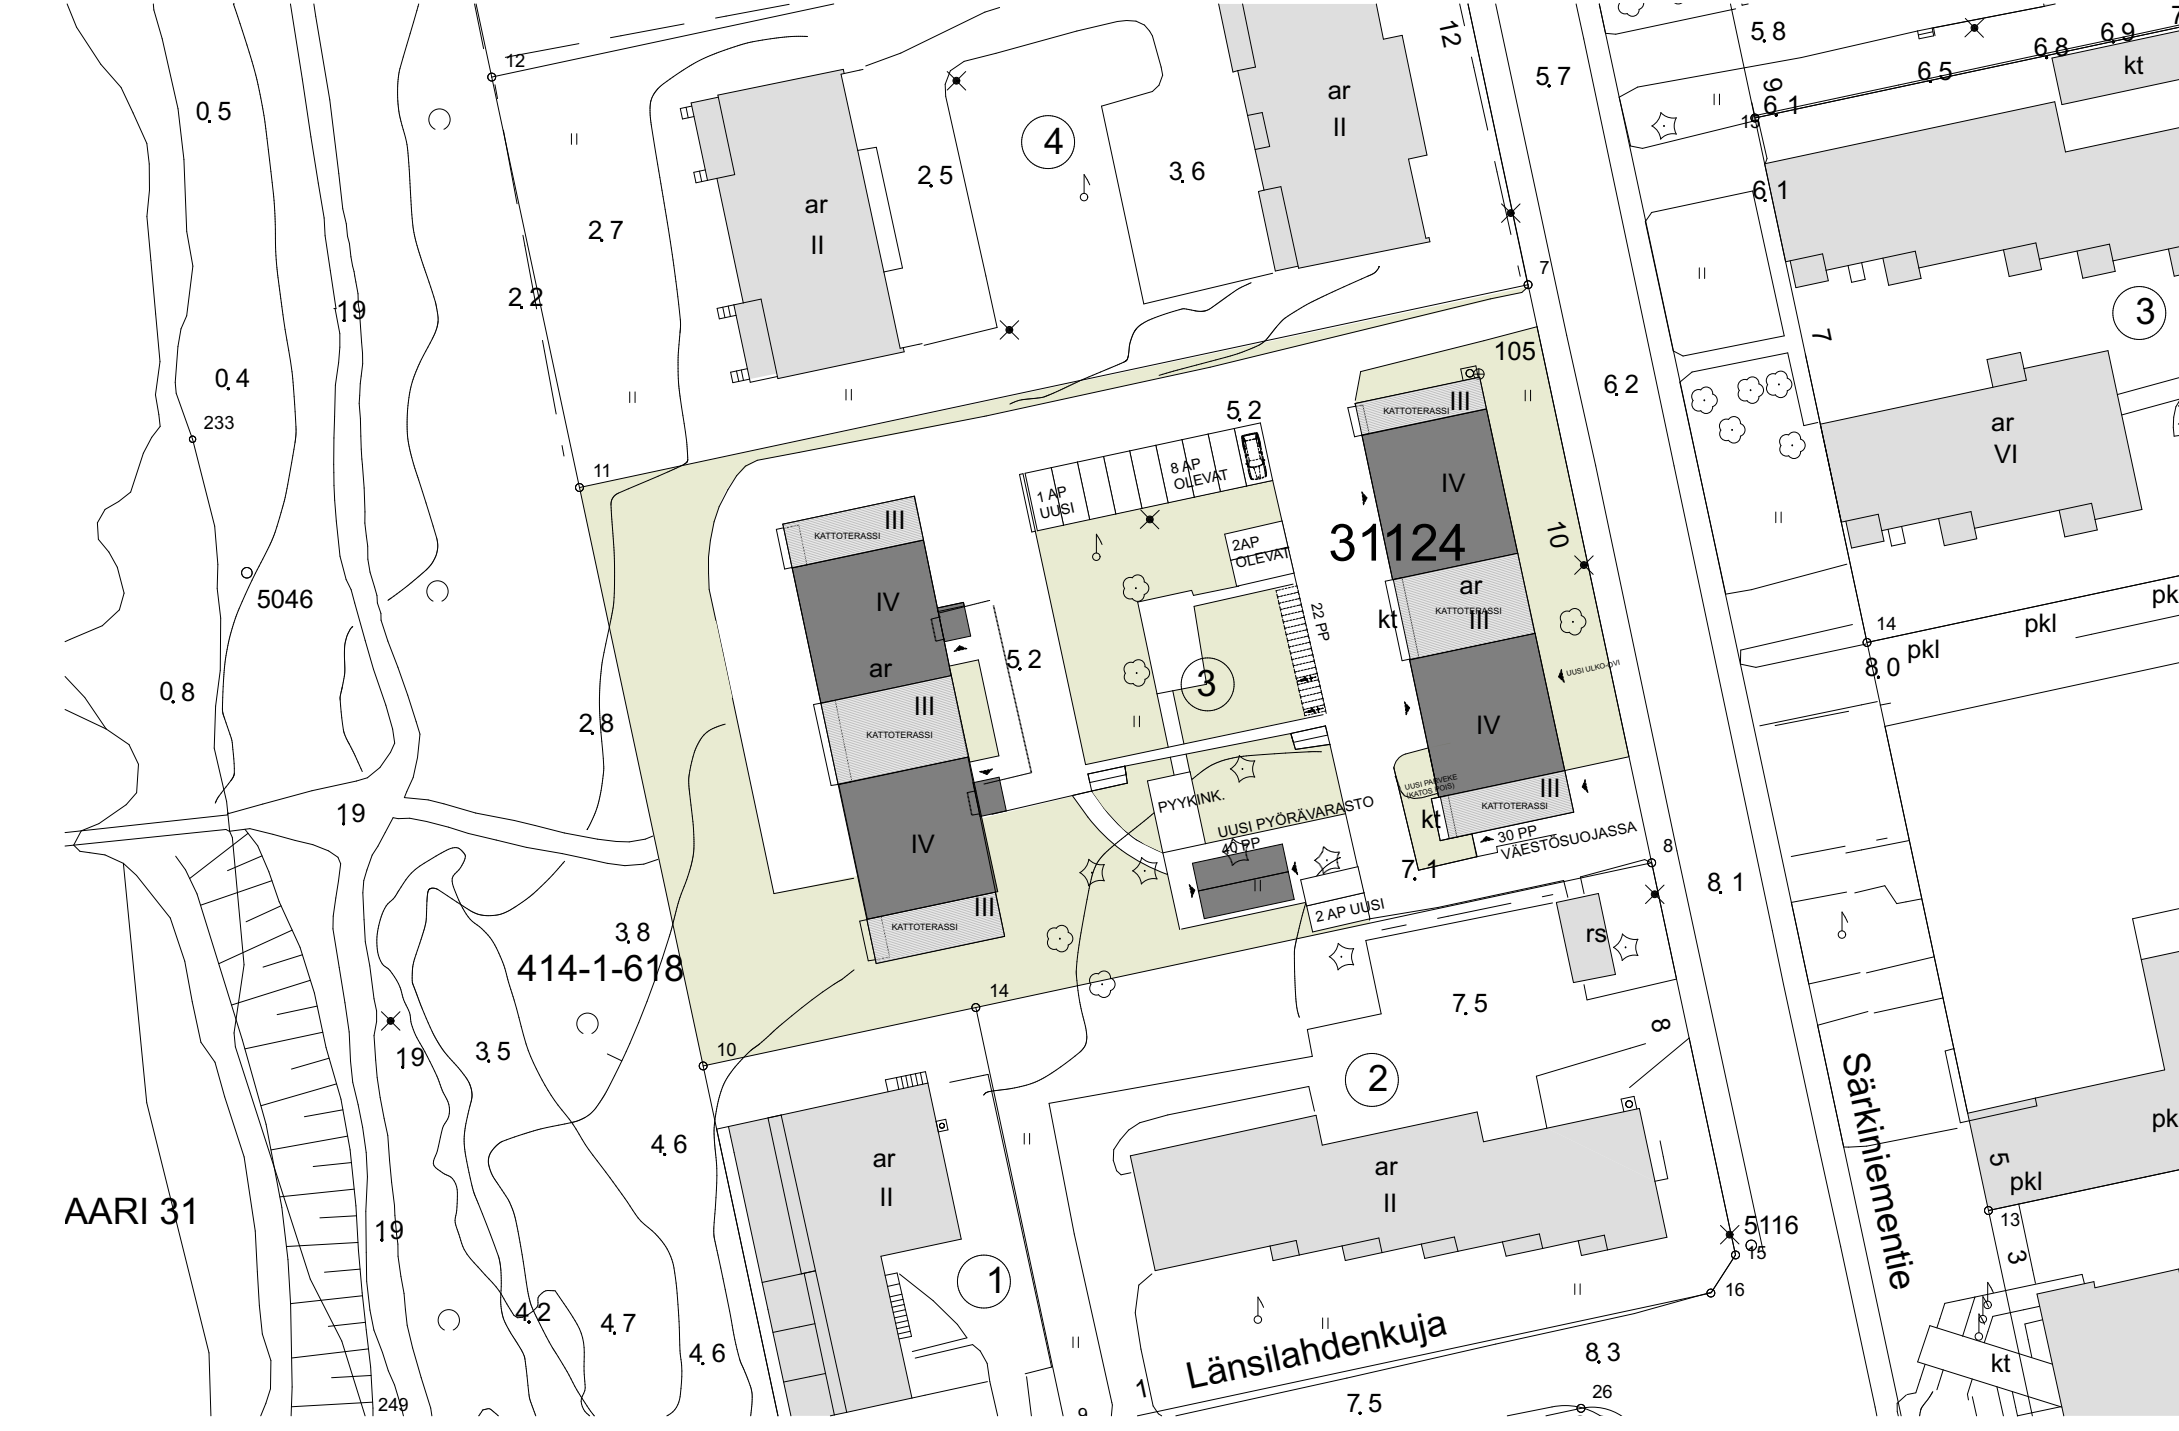 12
12
5.8
6.9
6.8
kt
6.5
5.7
9
6.1
15
0.5
ar
II
4
2.5
3.6
6.1
ar
II
2.7
7
2.2
19
3
7
105
0.4
6.2
233
5.2
III
KATTOTERASSI
ar
VI
11
8 AP
OLEVAT
1 AP
UUSI
IV
III
KATTOTERASSI
31124
10
2AP
OLEVAT
5046
IV
ar
KATTOTERASSI
III
kt
22 PP
pk
14
pkl
pkl
8.0
5.2
ar
3
UUSI ULKO-OVI
0.8
III
KATTOTERASSI
2.8
IV
UUSI PARVEKE
(KATOS POIS)
III
KATTOTERASSI
kt
19
PYYKINK.
UUSI PYÖRÄVARASTO
40 PP
30 PP
VÄESTÖSUOJASSA
IV
8
7.1
8.1
III
KATTOTERASSI
2 AP UUSI
rs
3.8
414-1-618
14
7.5
8
10
19
3.5
2
Särkiniementie
4.6
ar
II
ar
II
pk
5
pkl
AARI 31
19
5116
13
15
3
1
16
4.2
4.7
Länsilahdenkuja
4.6
8.3
kt
1
7.5
26
249
9